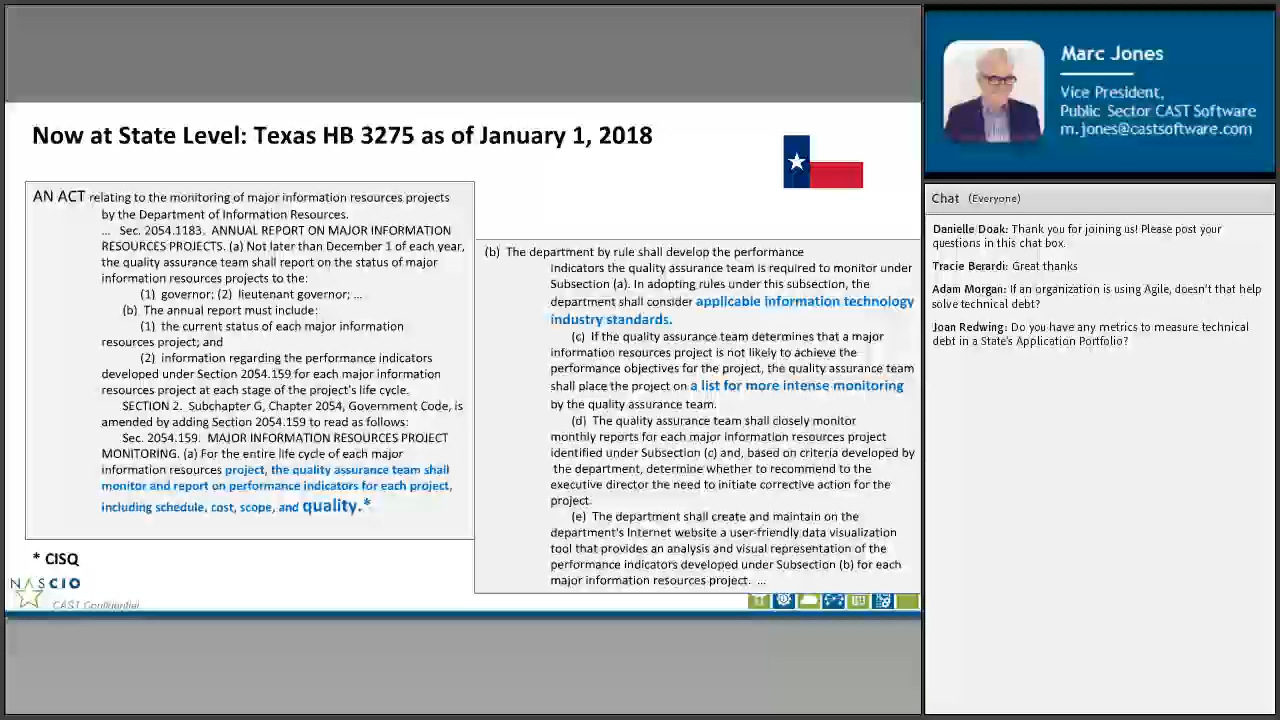 Now at State Level: Texas HB 3275 as of January 1, 2018
AN ACT relating to the monitoring of major information resources projects
by the Department of Information Resources.
... Sec. 2054.1183. ANNUAL REPORT ON MAJOR INFORMATION
RESOURCES PROJECTS. (a) Not later than December 1 of each year,
the quality assurance team shall report on the status of major
information resources projects to the:
(1) governor; (2) lieutenant governor; ...
(b) The annual report must include:
(1) the current status of each major information
resources project; and
(2) information regarding the performance indicators
developed under Section 2054.159 for each major information
resources project at each stage of the project's life cycle.
SECTION 2. Subchapter G, Chapter 2054, Government Code, is
amended by adding Section 2054.159 to read as follows:
Sec. 2054.159. MAJOR INFORMATION RESOURCES PROJECT
MONITORING. (a) For the entire life cycle of each major
information resources project, the quality assurance team shall
monitor and report on performance indicators for each project,
including schedule, cost, scope, and quality.*
* CISQ
NASCIO
CAST Confidential
(b) The department by rule shall develop the performance
indicators the quality assurance team is required to monitor under
Subsection (a). In adopting rules under this subsection, the
department shall consider applicable information technology
industry standards.
(c) If the quality assurance team determines that a major
information resources project is not likely to achieve the
performance objectives for the project, the quality assurance team
shall place the project on a list for more intense monitoring
by the quality assurance team.
(d) The quality assurance team shall closely monitor
monthly reports for each major information resources project
identified under Subsection (c) and, based on criteria developed by
the department, determine whether to recommend to the
executive director the need to initiate corrective action for the
project.
(e) The department shall create and maintain on the
department's Internet website a user-friendly data visualization
tool that provides an analysis and visual representation of the
performance indicators developed under Subsection (b) for each
major information resources project. ...
Marc Jones
Vice President,
Public Sector CAST Software
m.jones@castsoftware.com
Chat (Everyone)
Danielle Doak: Thank you for joining us! Please post your
questions in this chat box.
Tracie Berardi: Great thanks
Adam Morgan: If an organization is using Agile, doesn't that help
solve technical debt?
Joan Redwing: Do you have any metrics to measure technical
debt in a State's Application Portfolio?